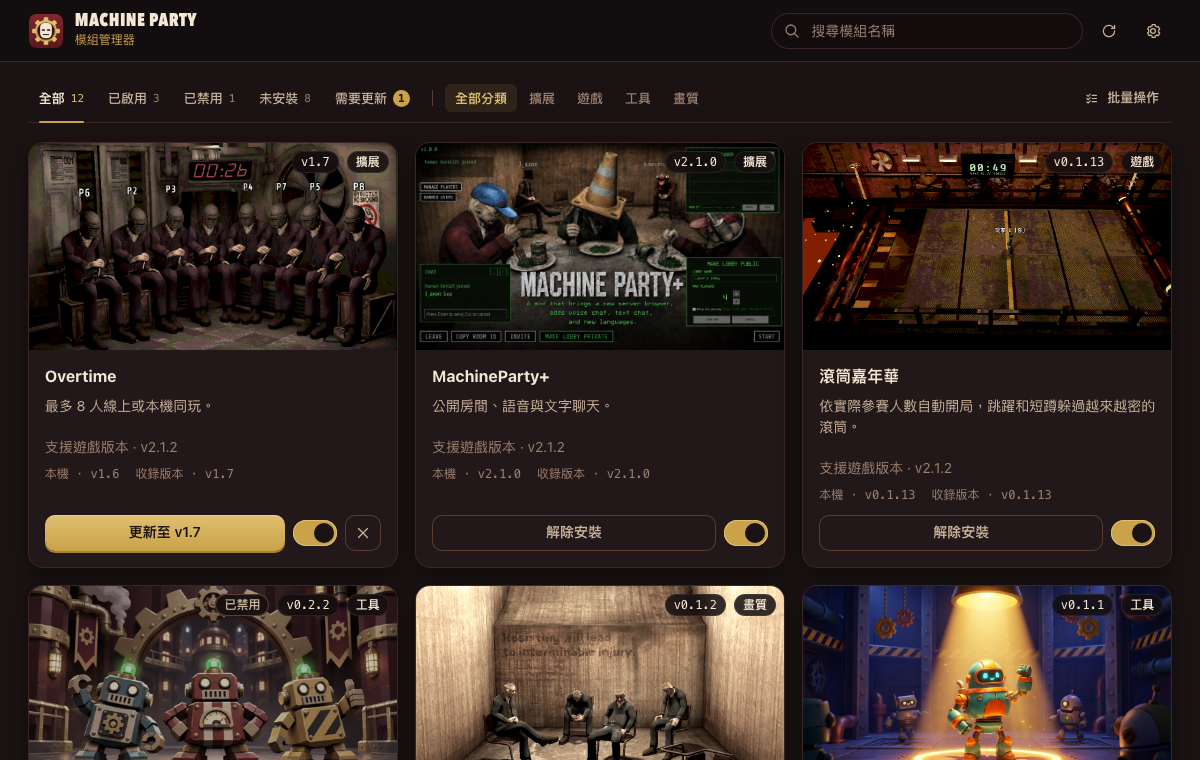 MACHINE PARTY
模組管理器
搜尋模組名稱
全部 12 已啟用 3 已禁用 1 未安裝 8 需要更新 1 全部分類 擴展 遊戲 工具 畫質 批量操作
v1.7 擴展
00:26
P6 P2 P3 P4 P7 P5 P8
Overtime
最多 8 人線上或本機同玩。
支援遊戲版本 · v2.1.2
本機 · v1.6 收錄版本 · v1.7
更新至 v1.7
v2.1.0 擴展
MANAGE PLAYERS
CHAT
MACHINE PARTY+
A mod that brings a new server browser,
adds voice chat, text chat,
and new languages.
MAKE LOBBY PUBLIC
4
LEAVE COPY ROOM ID INVITE MAKE LOBBY PRIVATE START
MachineParty+
公開房間、語音與文字聊天。
支援遊戲版本 · v2.1.2
本機 · v2.1.0 收錄版本 · v2.1.0
解除安裝
00:49
v0.1.13 擴展
滾筒嘉年華
依實際參賽人數自動開局，跳躍和短蹲躲過越來越密的
滾筒。
支援遊戲版本 · v2.1.2
本機 · v0.1.13 收錄版本 · v0.1.13
解除安裝
已禁用 v0.2.2 工具
v0.1.2 畫質
Resisting will lead
to interminable injury.
v0.1.1 工具